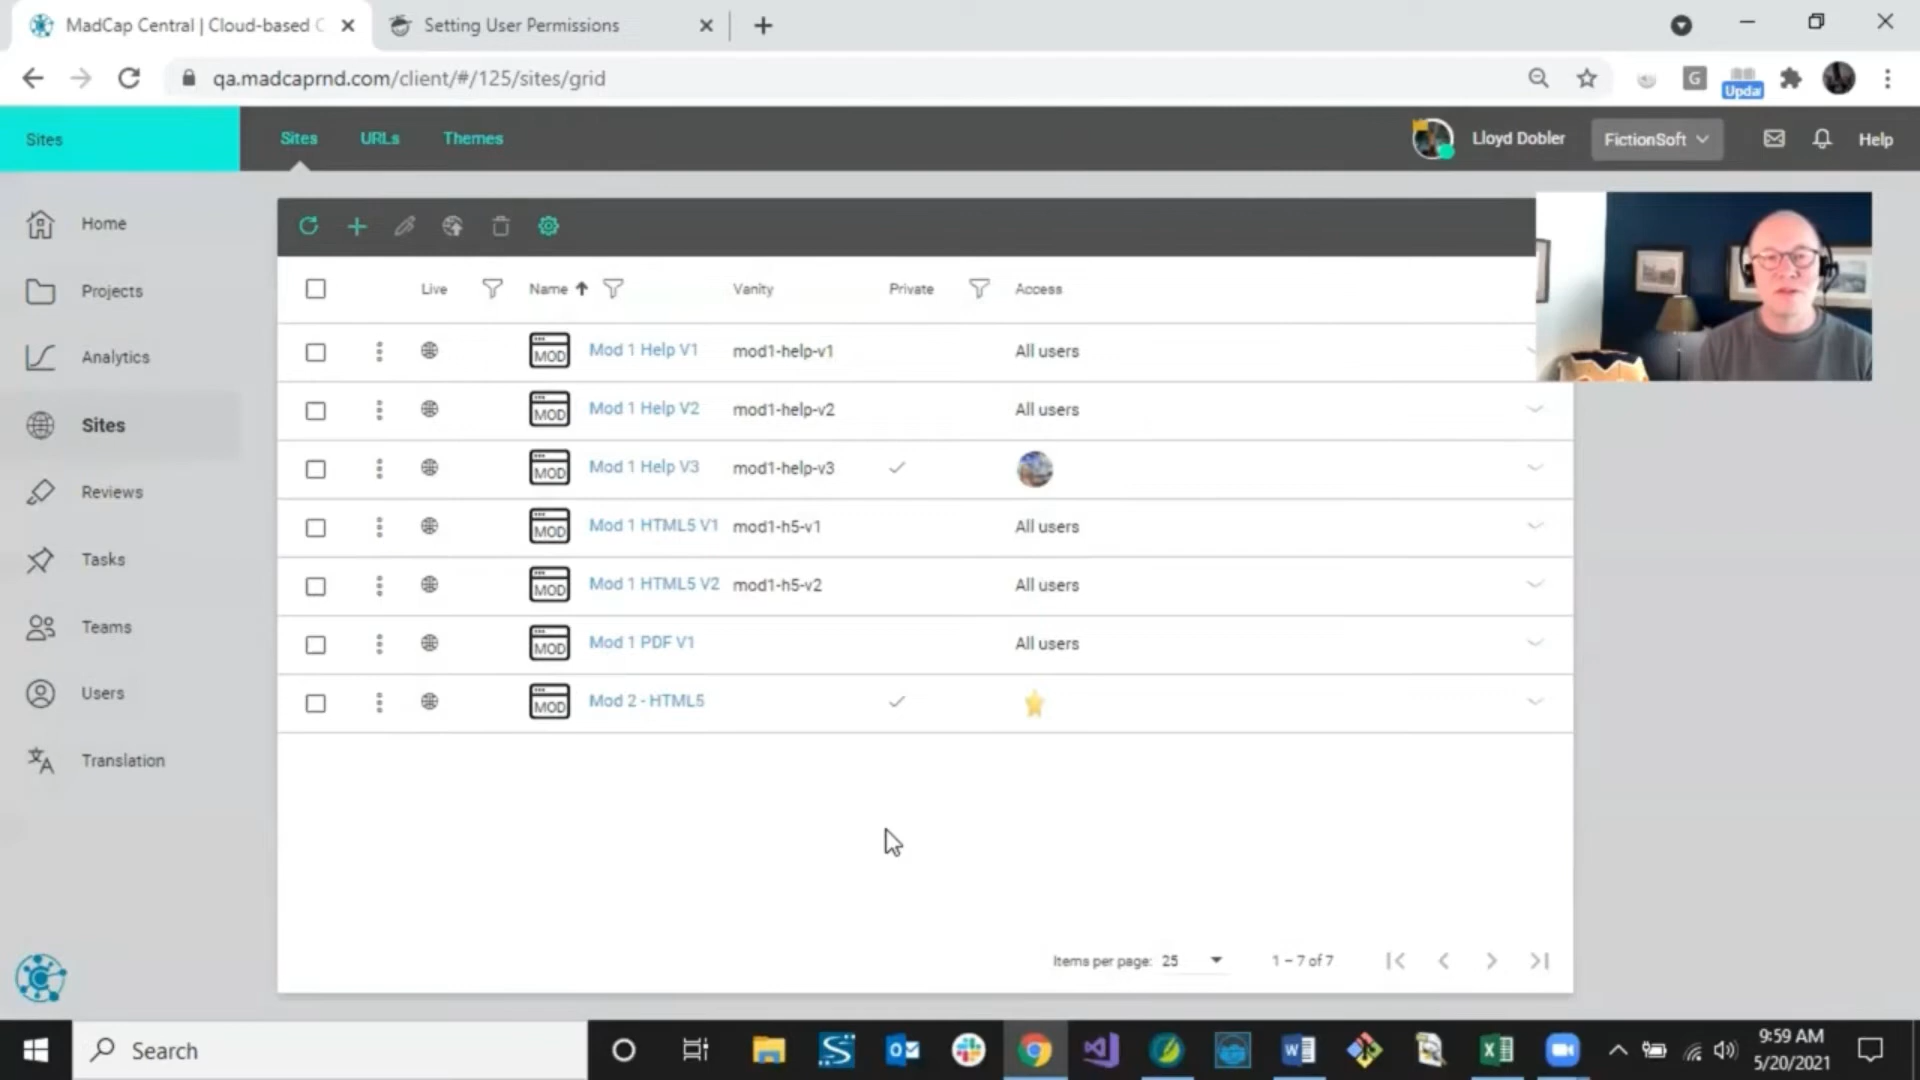 MadCap Central | Cloud-based C
Setting User Permissions
qa.madcaprnd.com/client/#/125/sites/grid
G
Updat
Sites
Sites URLs Themes
Lloyd Dobler
FictionSoft
Help
Home
Projects
Analytics
Sites
Reviews
Tasks
Teams
Users
Translation
Live Name Vanity Private Access
MOD Mod 1 Help V1 mod1-help-v1 All users
MOD Mod 1 Help V2 mod1-help-v2 All users
MOD Mod 1 Help V3 mod1-help-v3
MOD Mod 1 HTML5 V1 mod1-h5-v1 All users
MOD Mod 1 HTML5 V2 mod1-h5-v2 All users
MOD Mod 1 PDF V1 All users
MOD Mod 2 - HTML5
Items per page: 25 1 – 7 of 7
Search
9:59 AM
5/20/2021